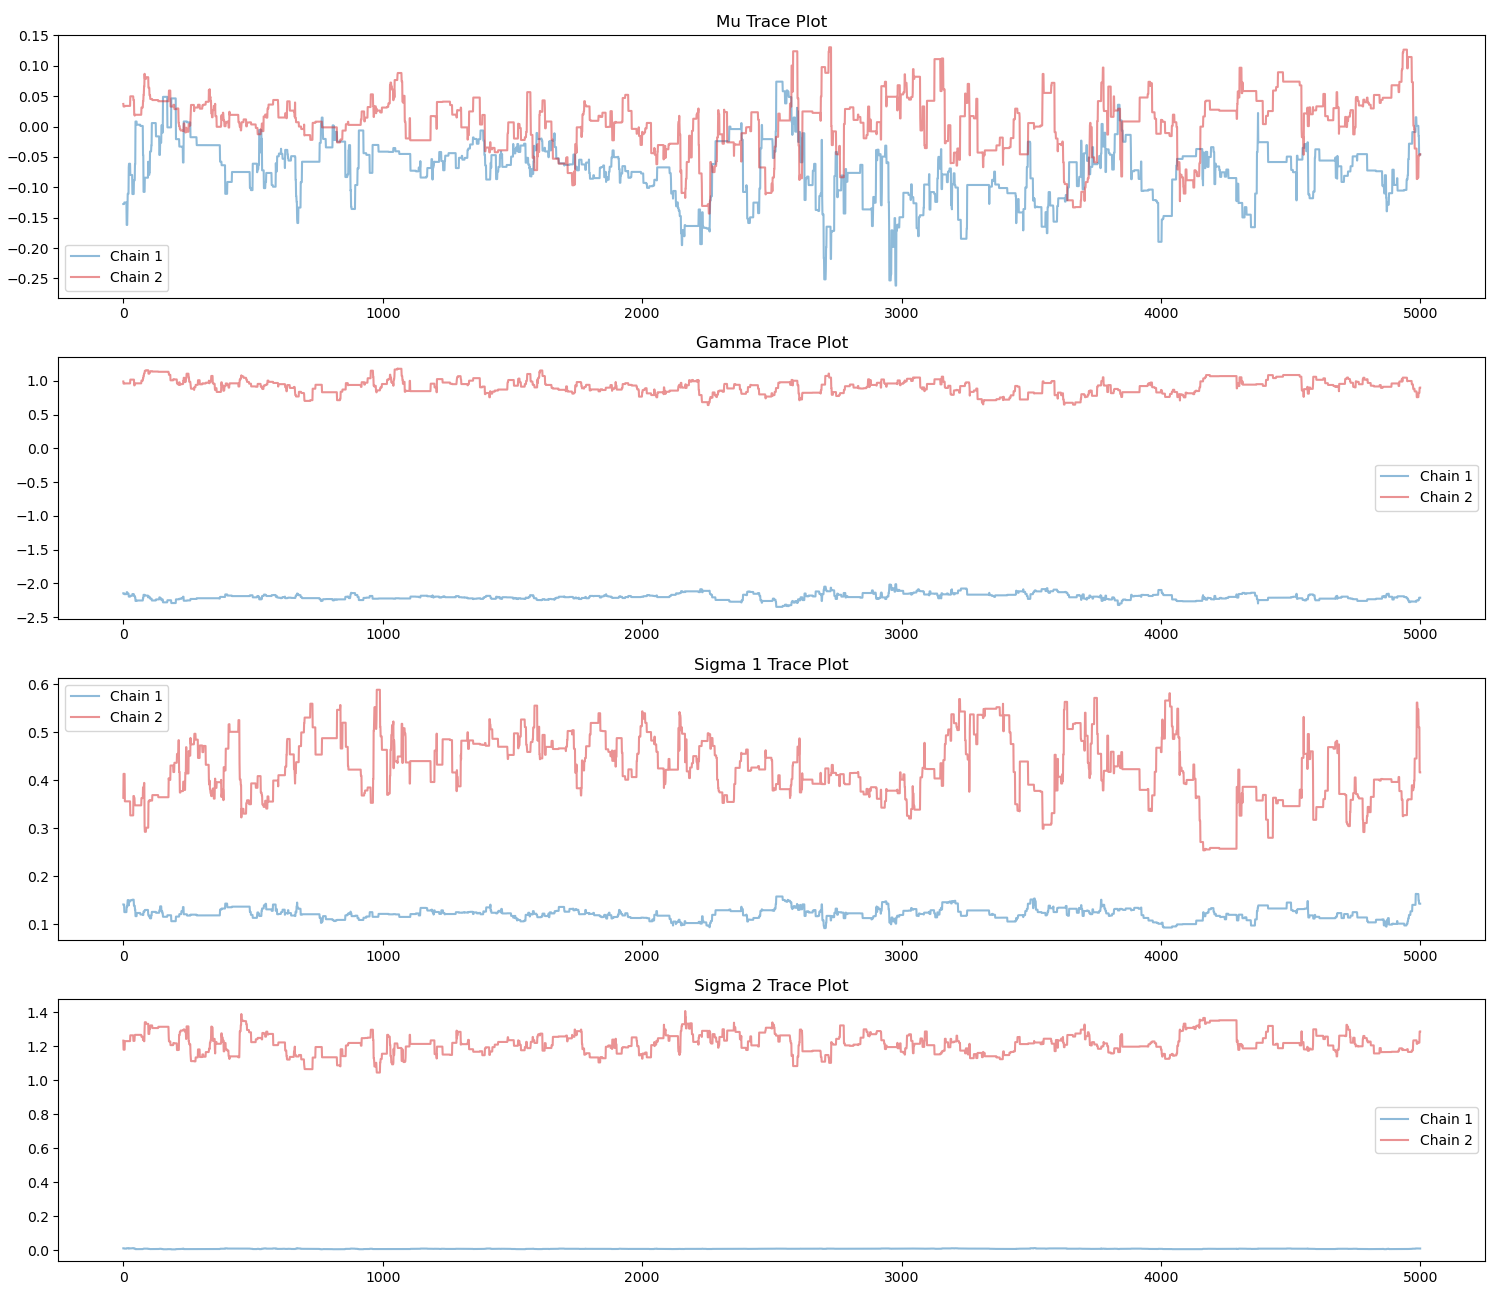 Mu Trace Plot
0.15
0.10
0.05
0.00
−0.05
−0.10
−0.15
−0.20
−0.25
Chain 1
Chain 2
0 1000 2000 3000 4000 5000
Gamma Trace Plot
1.0
0.5
0.0
−0.5
−1.0
−1.5
−2.0
−2.5
Chain 1
Chain 2
0 1000 2000 3000 4000 5000
Sigma 1 Trace Plot
0.6
0.5
0.4
0.3
0.2
0.1
Chain 1
Chain 2
0 1000 2000 3000 4000 5000
Sigma 2 Trace Plot
1.4
1.2
1.0
0.8
0.6
0.4
0.2
0.0
Chain 1
Chain 2
0 1000 2000 3000 4000 5000